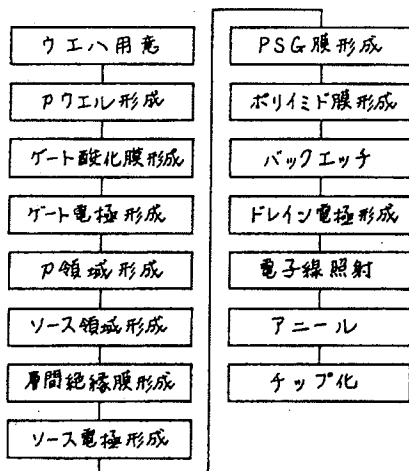 ウエハ用意
Pウエル形成
ゲート酸化膜形成
ゲート電極形成
P領域形成
ソース領域形成
層間絶縁膜形成
ソース電極形成
PSG膜形成
ポリイミド膜形成
バックエッチ
ドレイン電極形成
電子線照射
アニール
チップ化